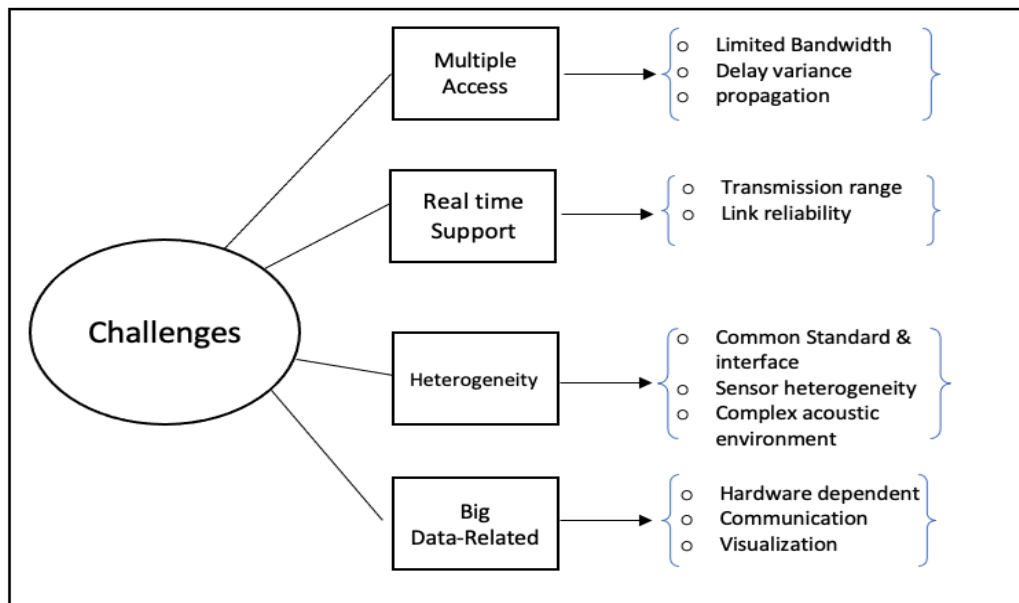 Multiple
Access
Limited Bandwidth
Delay variance
propagation
Real time
Support
Transmission range
Link reliability
Challenges
Heterogeneity
Common Standard &
interface
Sensor heterogeneity
Complex acoustic
environment
Big
Data-Related
Hardware dependent
Communication
Visualization